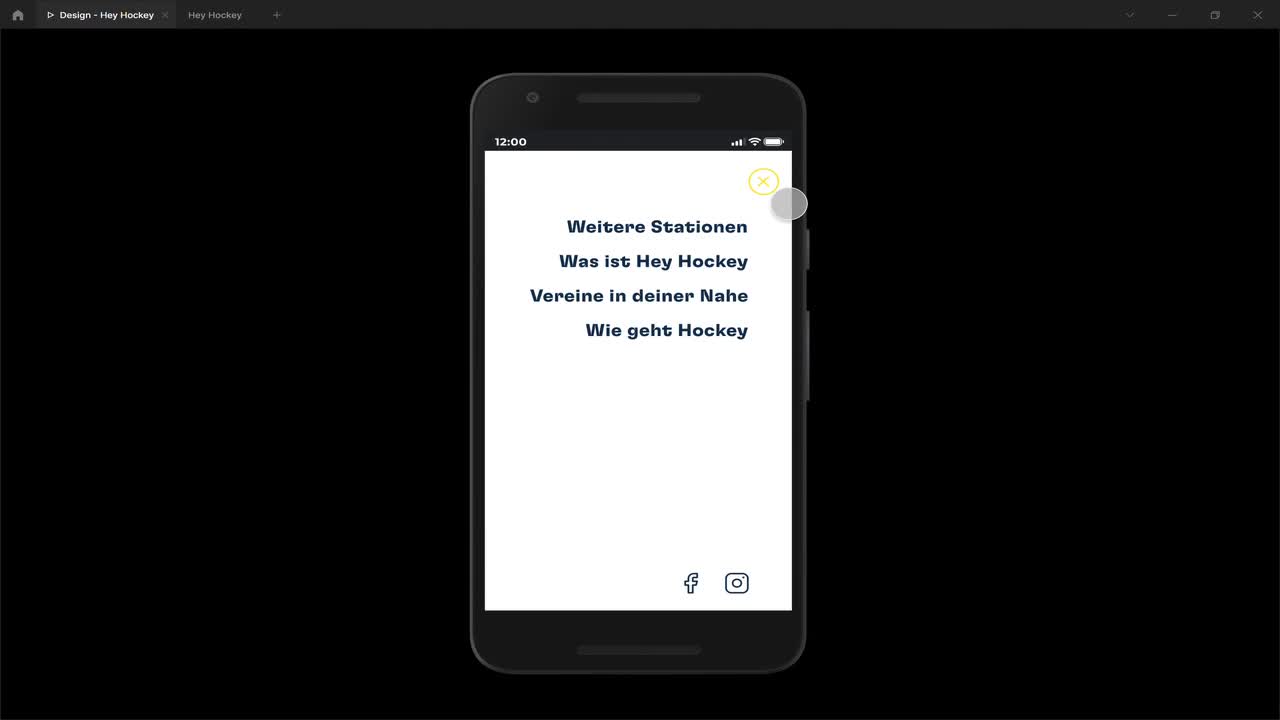 Design - Hey Hockey
Hey Hockey
12:00
Weitere Stationen
Was ist Hey Hockey
Vereine in deiner Nahe
Wie geht Hockey